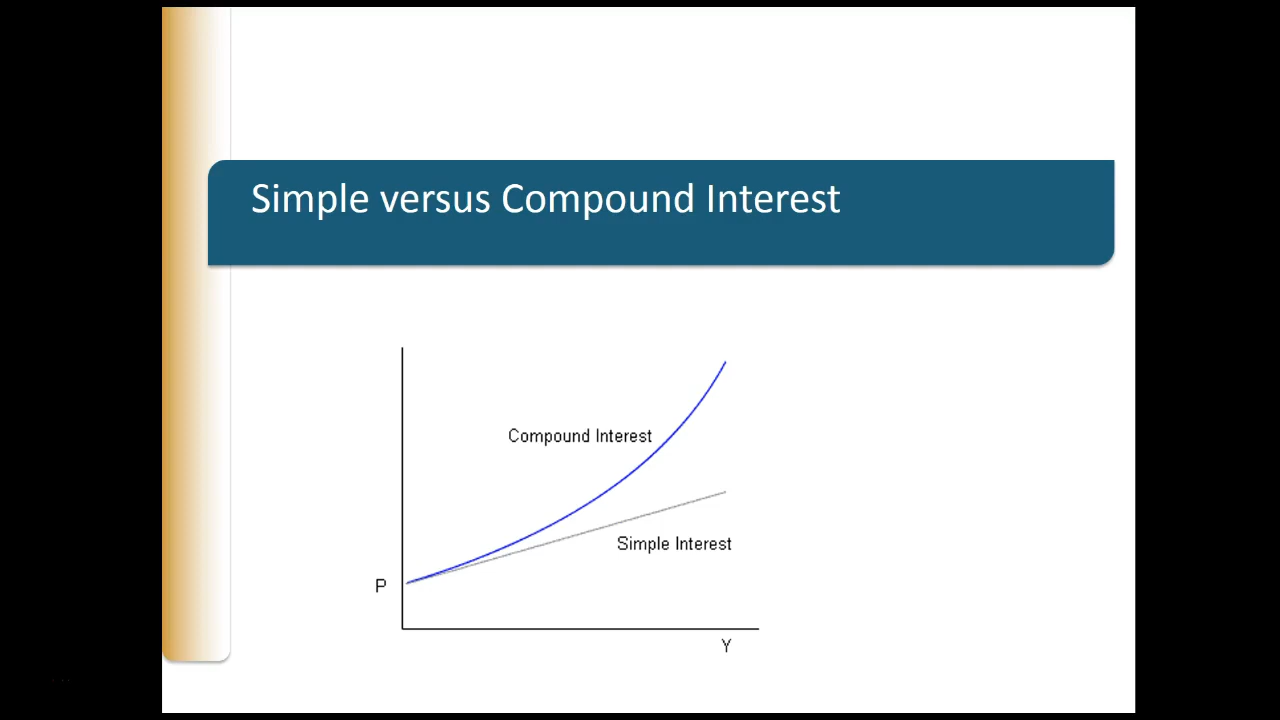 Simple versus Compound Interest
Compound Interest
Simple Interest
P
Y